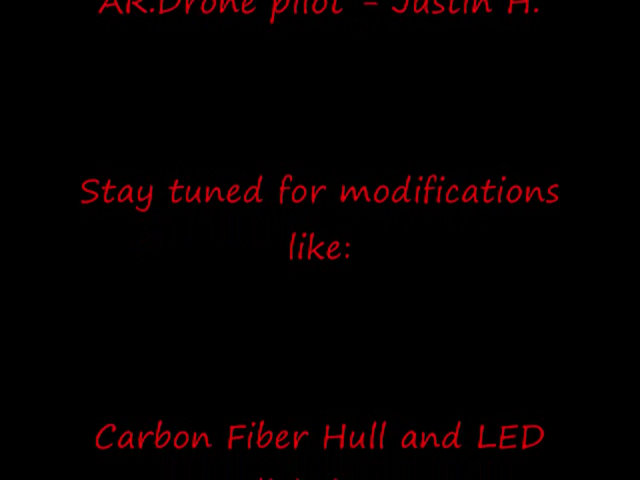 AR.Drone pilot - Justin H.
Stay tuned for modifications
like:
Carbon Fiber Hull and LED